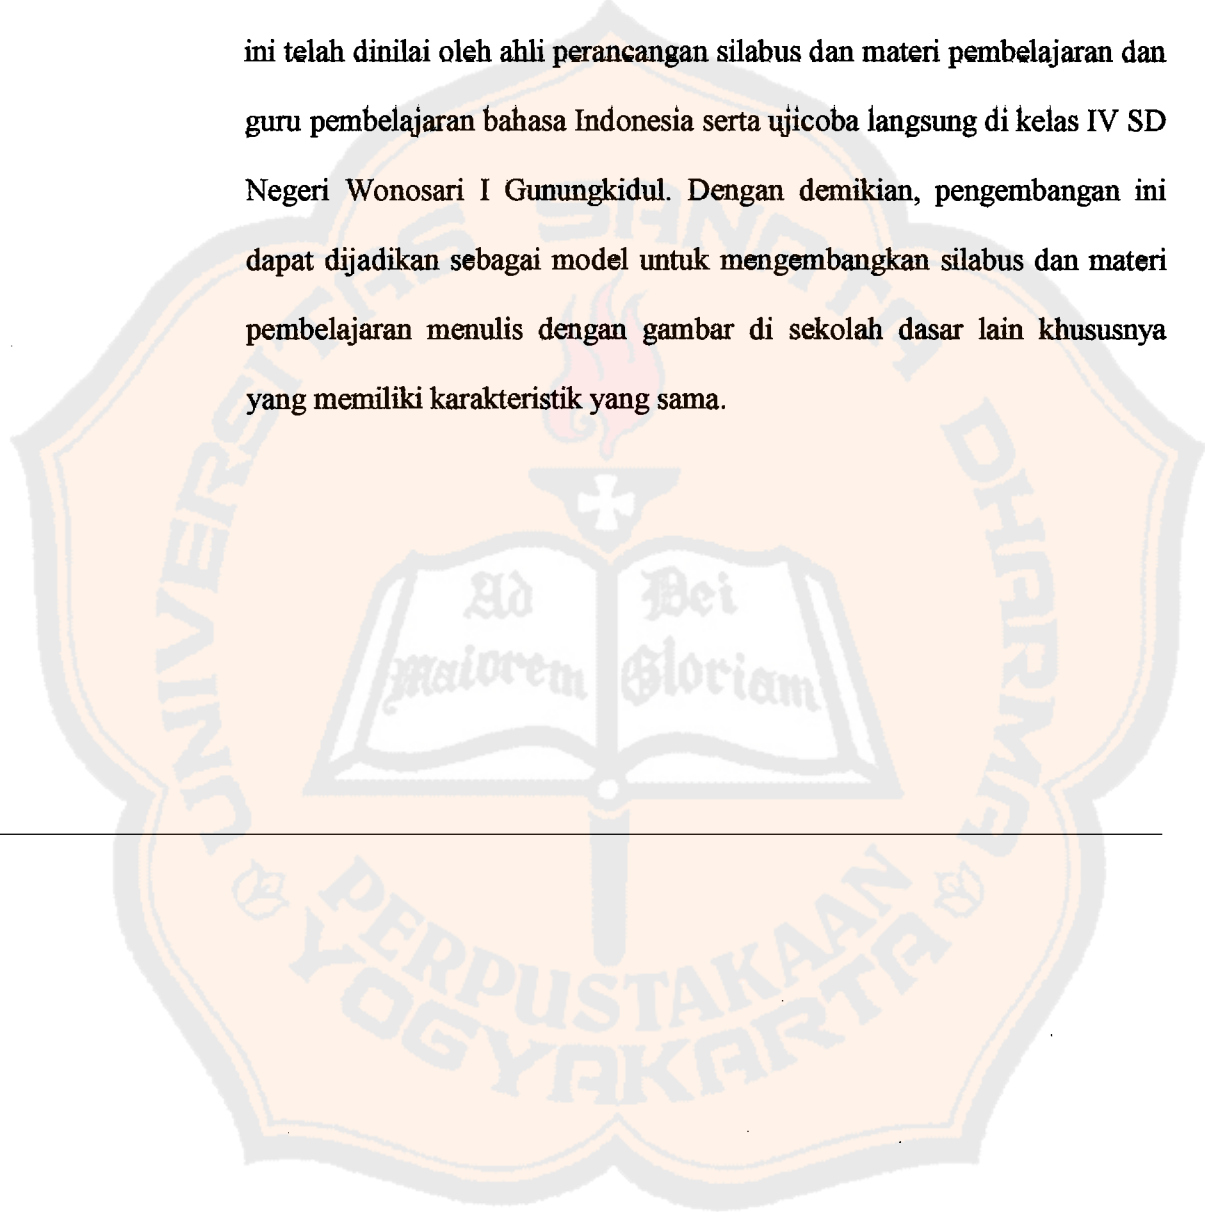 ini telah dinilai oleh ahli perancangan silabus dan materi pembelajaran dan
guru pembelajaran bahasa Indonesia serta ujicoba langsung di kelas IV SD
Negeri Wonosari I Gunungkidul. Dengan demikian, pengembangan ini
dapat dijadikan sebagai model untuk mengembangkan silabus dan materi
pembelajaran menulis dengan gambar di sekolah dasar lain khususnya
yang memiliki karakteristik yang sama.
UNIVERSITAS SANATA DHARMA
Ad
Maiorem
Dei
Gloriam
PERPUSTAKAAN
YOGYAKARTA